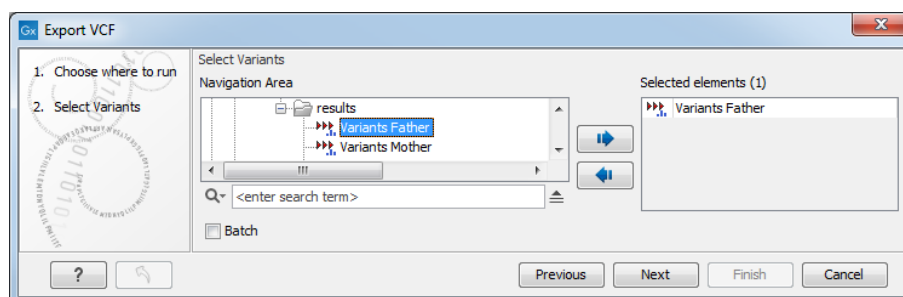 Gx Export VCF
1. Choose where to run
2. Select Variants
Select Variants
Navigation Area
results
Variants Father
Variants Mother
<enter search term>
Batch
Selected elements (1)
Variants Father
? Previous Next Finish Cancel